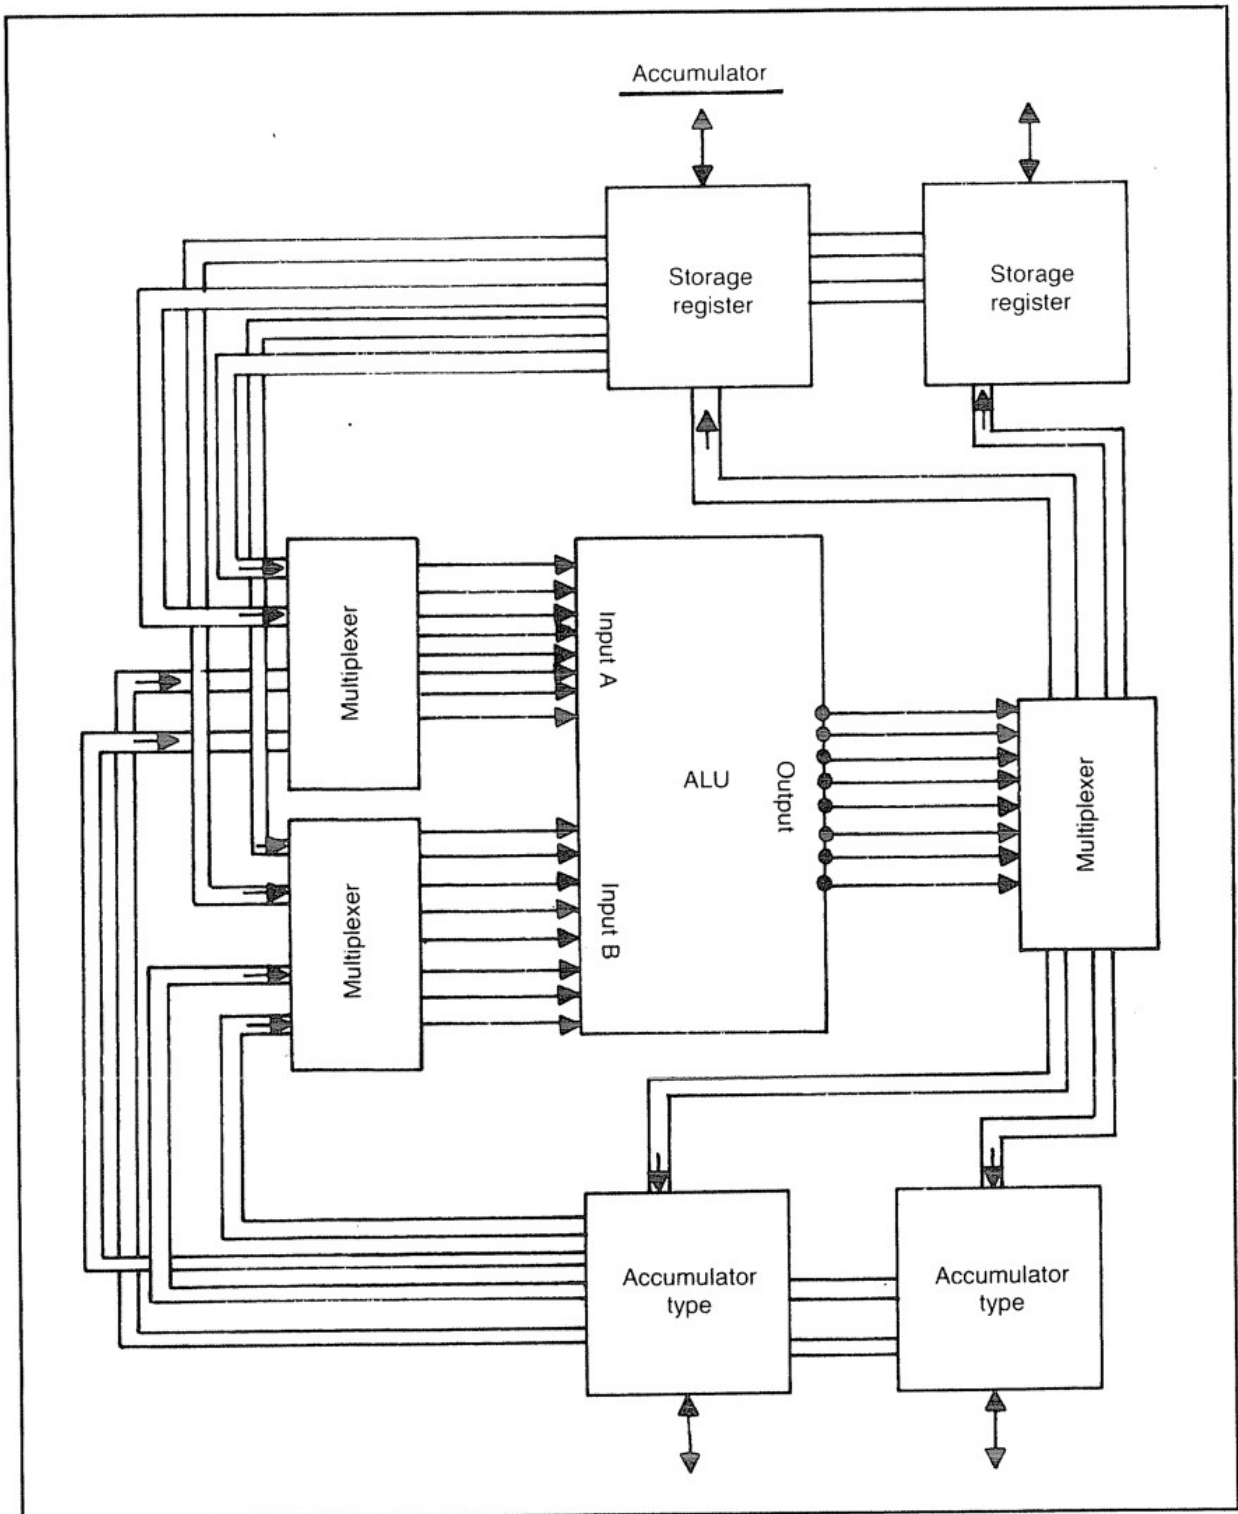 Accumulator
Storage
register
Storage
register
Multiplexer
Input A
ALU
Output
Multiplexer
Multiplexer
Input B
Accumulator
type
Accumulator
type